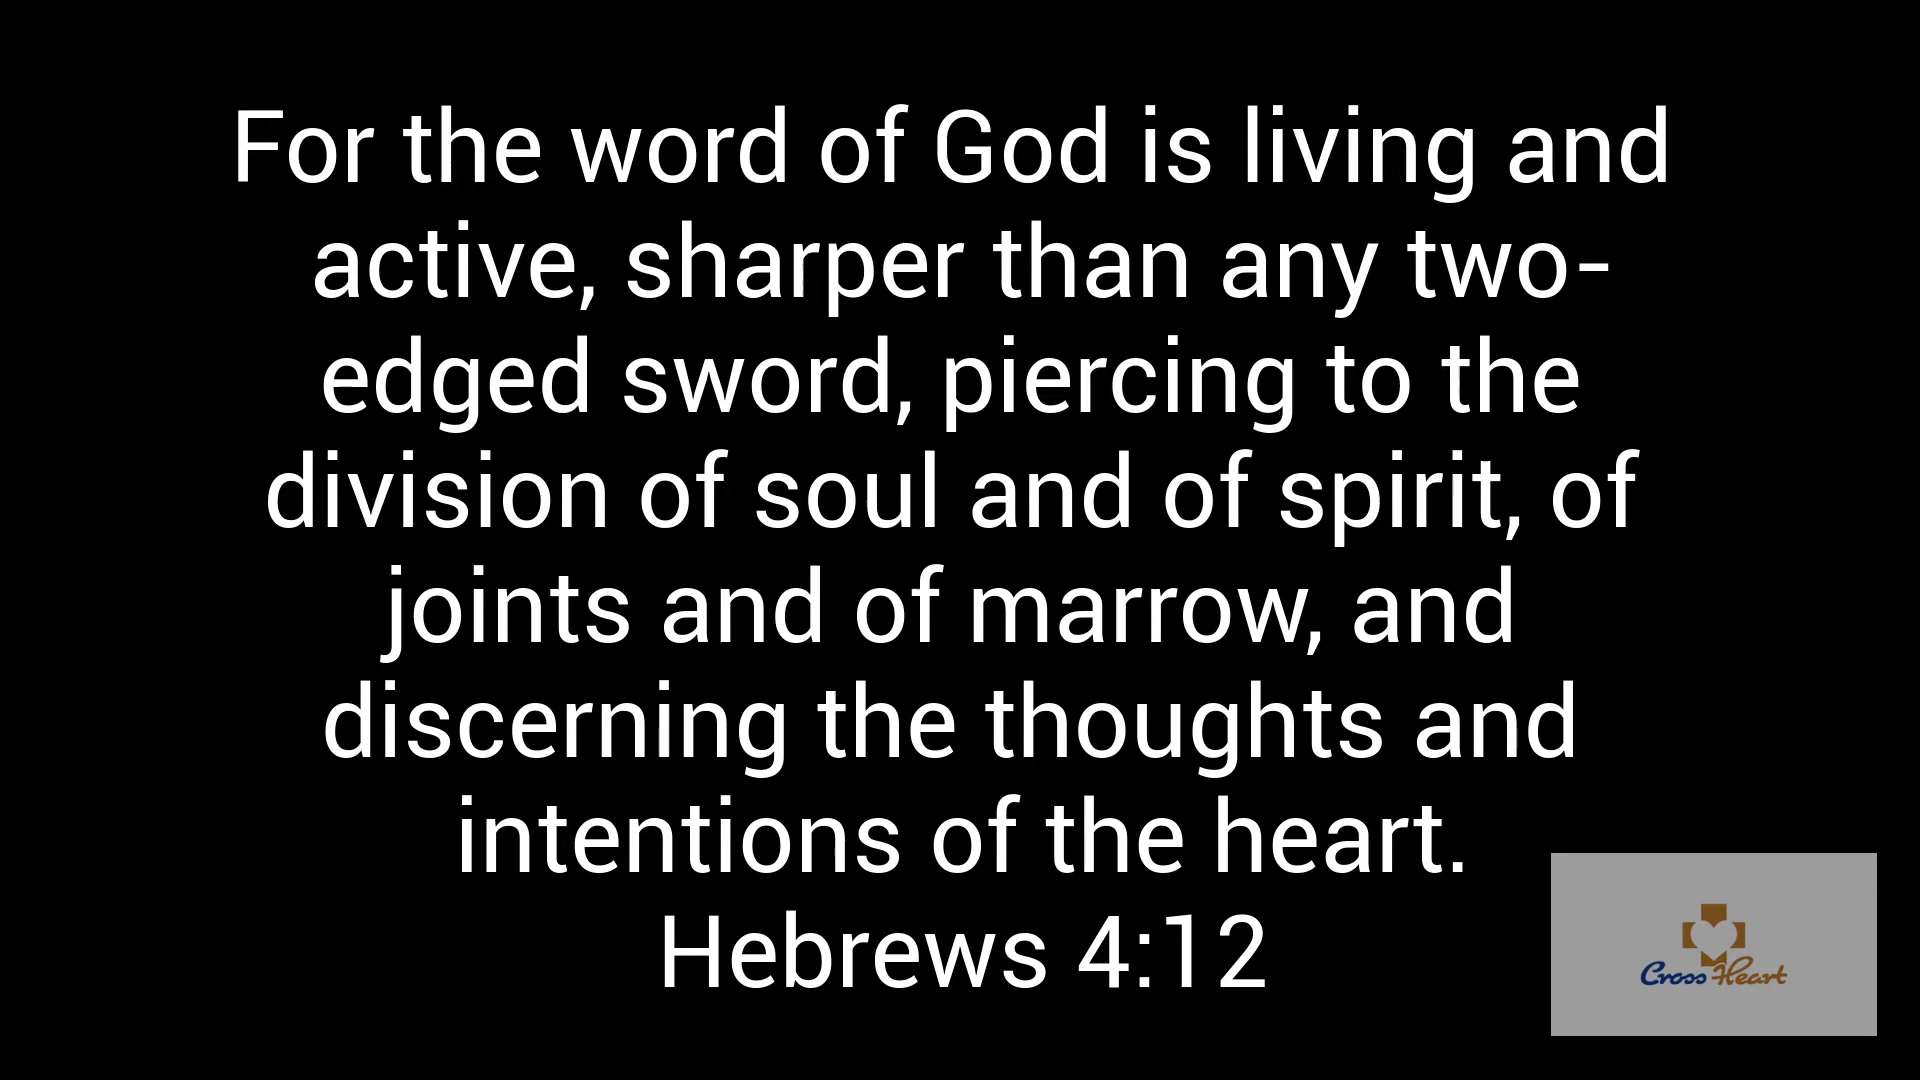 For the word of God is living and
active, sharper than any two-
edged sword, piercing to the
division of soul and of spirit, of
joints and of marrow, and
discerning the thoughts and
intentions of the heart.
Hebrews 4:12
Cross Heart